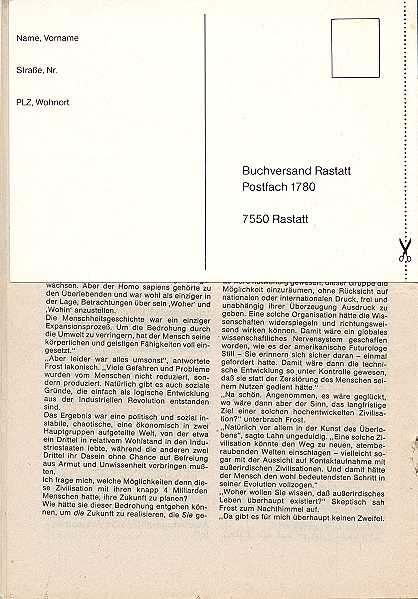 Name, Vorname
Straße, Nr.
PLZ, Wohnort
Buchversand Rastatt
Postfach 1780
7550 Rastatt
wachsen. Aber der Homo sapiens gehörte zu
den Überlebenden und war wohl als einziger in
der Lage, Betrachtungen über sein ‚Woher' und
‚Wohin' anzustellen.
Die Menschheitsgeschichte war ein einziger
Expansionsprozeß. Um die Bedrohung durch
die Umwelt zu verringern, hat der Mensch seine
körperlichen und geistigen Fähigkeiten voll ein-
gesetzt."
„Aber leider war alles umsonst", antwortete
Frost lakonisch. „Viele Gefahren und Probleme
wurden vom Menschen nicht reduziert, son-
dern produziert. Natürlich gibt es auch soziale
Gründe, die einfach als logische Entwicklung
aus der Industriellen Revolution entstanden
sind.
Das Ergebnis war eine politisch und sozial in-
stabile, chaotische, eine ökonomisch in zwei
Hauptgruppen aufgeteilte Welt, von der etwa
ein Drittel in relativem Wohlstand in den Indu-
striestaaten lebte, während die anderen zwei
Drittel ihr Dasein ohne Chance auf Befreiung
aus Armut und Unwissenheit verbringen muß-
ten.
Ich frage mich, welche Möglichkeiten denn die-
se Zivilisation mit ihren knapp 4 Milliarden
Menschen hatte, ihre Zukunft zu planen?
Wie hätte sie dieser Bedrohung entgehen kön-
nen, um die Zukunft zu realisieren, die Sie ge-
gewesen, dieser Gruppe die
Möglichkeit einzuräumen, ohne Rücksicht auf
nationalen oder internationalen Druck, frei und
unabhängig ihrer Überzeugung Ausdruck zu
geben. Eine solche Organisation hätte die Wis-
senschaften widerspiegeln und richtungswei-
send wirken können. Damit wäre ein globales
wissenschaftliches Nervensystem geschaffen
worden, wie es der amerikanische Futurologe
Still – Sie erinnern sich sicher daran – einmal
gefordert hatte. Damit wäre dann die techni-
sche Entwicklung so unter Kontrolle gewesen,
daß sie statt der Zerstörung des Menschen sei-
nem Nutzen gedient hätte."
„Na schön. Angenommen, es wäre geglückt,
wo wäre dann aber der Sinn, das langfristige
Ziel einer solchen hochentwickelten Zivilisa-
tion?" unterbrach Frost.
„Natürlich vor allem in der Kunst des Überle-
bens", sagte Lahn ungeduldig. „Eine solche Zi-
vilisation könnte den Weg zu neuen, atembe-
raubenden Welten einschlagen – vielleicht so-
gar mit der Aussicht auf Kontaktaufnahme mit
außerirdischen Zivilisationen. Und damit hätte
der Mensch den wohl bedeutendsten Schritt in
seiner Evolution vollzogen."
„Woher wollen Sie wissen, daß außerirdisches
Leben überhaupt existiert?" Skeptisch sah
Frost zum Nachthimmel auf.
„Da gibt es für mich überhaupt keinen Zweifel.